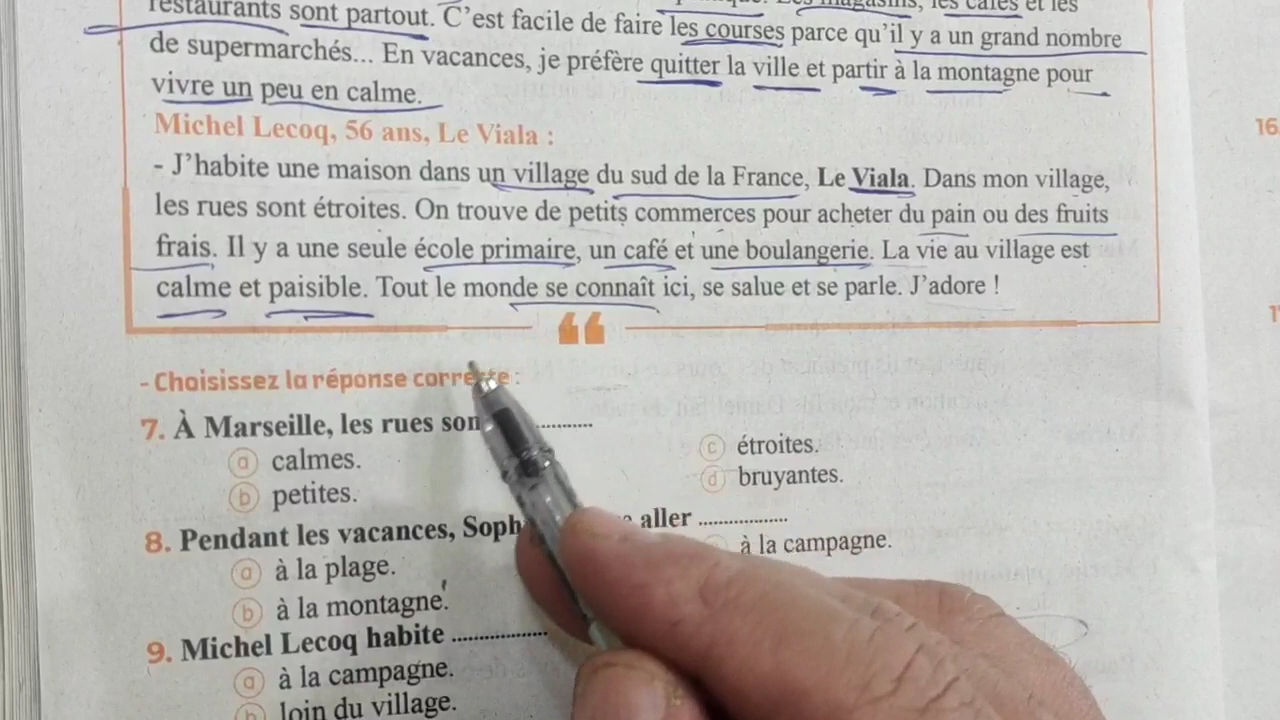 restaurants sont partout. C'est facile de faire les courses parce qu'il y a un grand nombre
de supermarchés... En vacances, je préfère quitter la ville et partir à la montagne pour
vivre un peu en calme.
Michel Lecoq, 56 ans, Le Viala :
- J'habite une maison dans un village du sud de la France, Le Viala. Dans mon village,
les rues sont étroites. On trouve de petits commerces pour acheter du pain ou des fruits
frais. Il y a une seule école primaire, un café et une boulangerie. La vie au village est
calme et paisible. Tout le monde se connaît ici, se salue et se parle. J'adore !
- Choisissez la réponse correcte :
7. À Marseille, les rues son ............
a calmes.
b petites.
c étroites.
d bruyantes.
8. Pendant les vacances, Soph aller ..................
a à la plage.
b à la montagne.
à la campagne.
9. Michel Lecoq habite ...................
a à la campagne.
b loin du village.
16